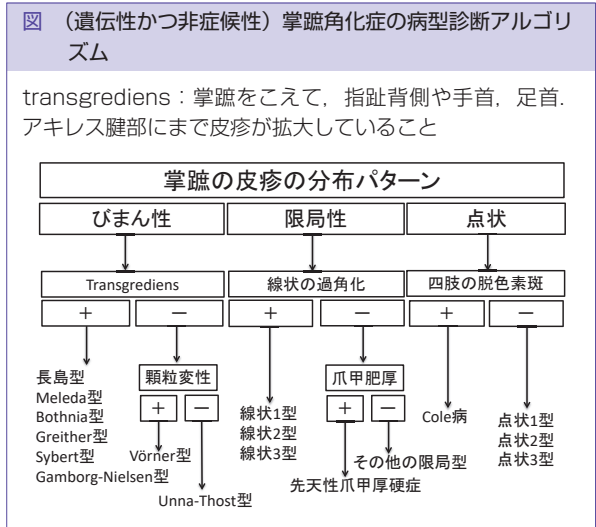 図 （遺伝性かつ非症候性）掌蹠角化症の病型診断アルゴリ
ズム
transgrediens：掌蹠をこえて，指趾背側や手首，足首．
アキレス腱部にまで皮疹が拡大していること
掌蹠の皮疹の分布パターン
びまん性 限局性 点状
Transgrediens 線状の過角化 四肢の脱色素斑
＋ － ＋ － ＋ －
長島型
Meleda型
Bothnia型
Greither型
Sybert型
Gamborg-Nielsen型
顆粒変性
＋ －
Vörner型
Unna-Thost型
線状1型
線状2型
線状3型
爪甲肥厚
＋ －
その他の限局型
先天性爪甲厚硬症
Cole病
点状1型
点状2型
点状3型